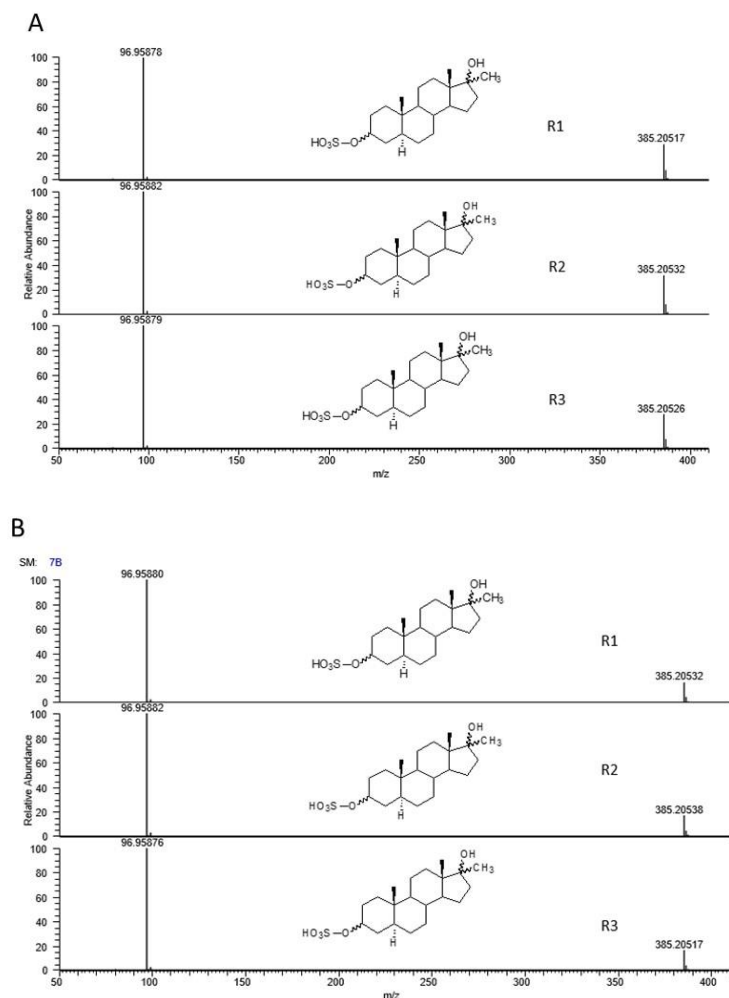 A
96.95878
100
80
60
40
20
0
OH
CH3
HO3S-O
H
R1
385.20517
96.95882
100
80
60
40
20
0
OH
CH3
HO3S-O
H
R2
385.20532
Relative Abundance
96.95879
100
80
60
40
20
0
OH
CH3
HO3S-O
H
R3
385.20526
50 100 150 200 250 300 350 400
m/z
B
SM: 7B
96.95880
100
80
60
40
20
0
OH
CH3
HO3S-O
H
R1
385.20532
96.95882
100
80
60
40
20
0
OH
CH3
HO3S-O
H
R2
385.20538
Relative Abundance
96.95876
100
80
60
40
20
0
OH
CH3
HO3S-O
H
R3
385.20517
50 100 150 200 250 300 350 400
m/z